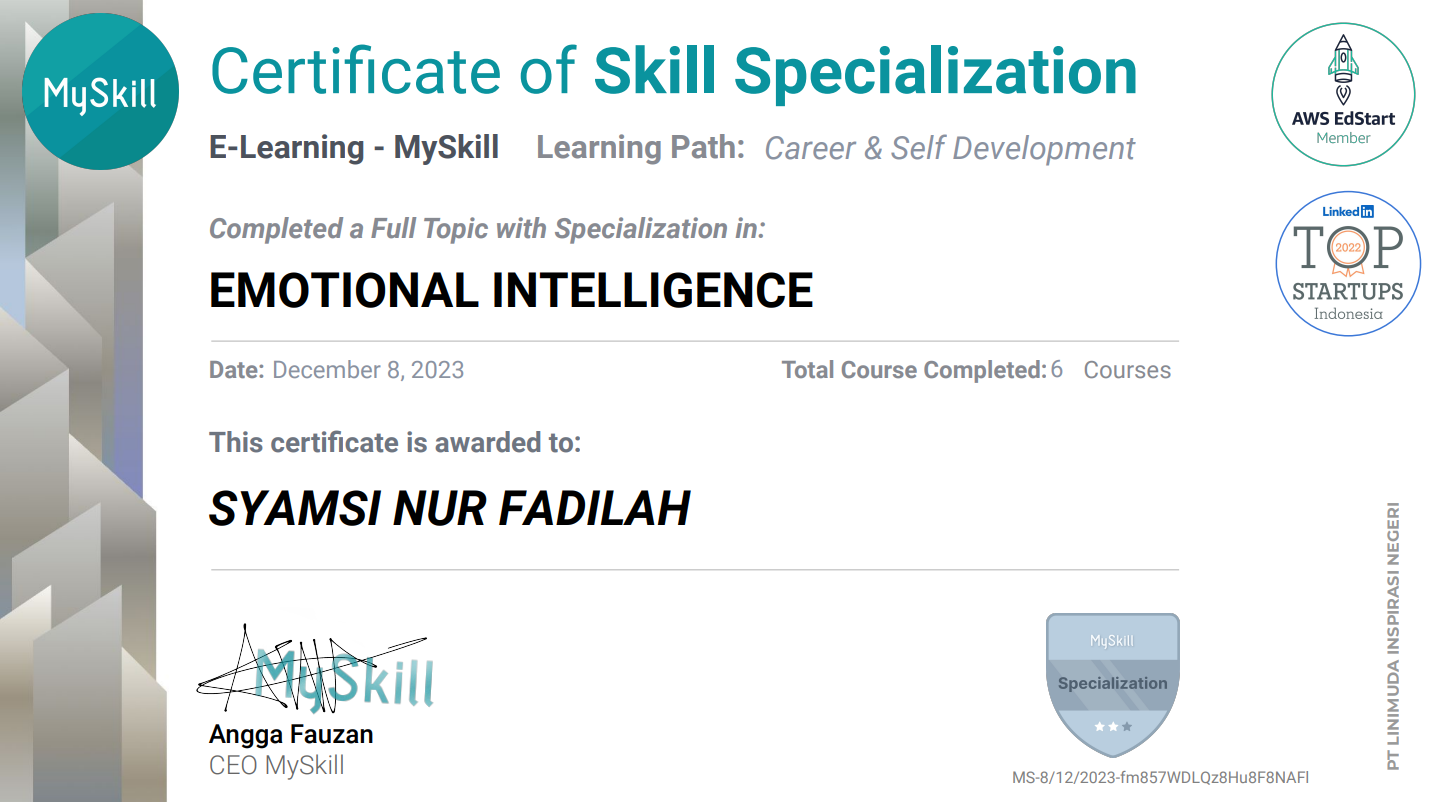 MySkill
Certificate of Skill Specialization
E-Learning - MySkill Learning Path: Career & Self Development
Completed a Full Topic with Specialization in:
EMOTIONAL INTELLIGENCE
Date: December 8, 2023 Total Course Completed: 6 Courses
This certificate is awarded to:
SYAMSI NUR FADILAH
MySkill
Angga Fauzan
CEO MySkill
MySkill
Specialization
MS-8/12/2023-fm857WDLQz8Hu8F8NAFl
AWS EdStart
Member
Linked in
TOP
2022
STARTUPS
Indonesia
PT LINIMUDA INSPIRASI NEGERI